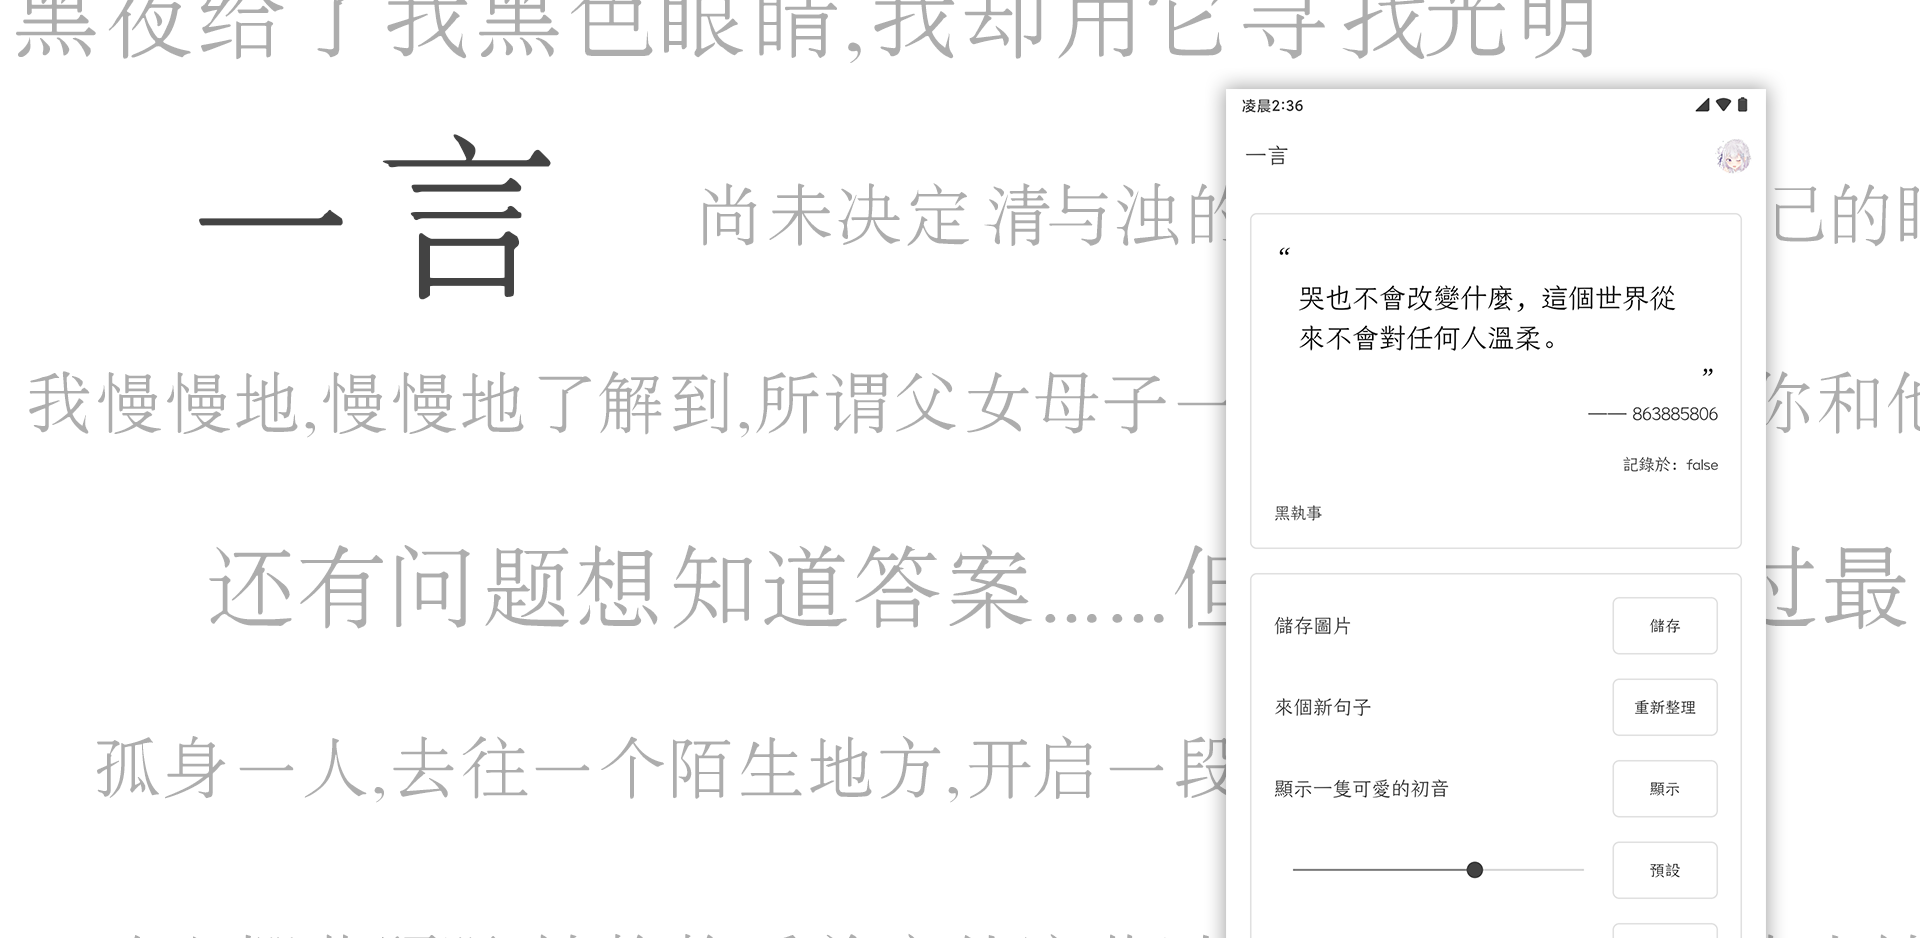 黑夜给了我黑色眼睛,我却用它寻找光明
一言
尚未决定清与浊的
己的
我慢慢地,慢慢地了解到,所谓父女母子一
你和他
还有问题想知道答案……但
过最
孤身一人,去往一个陌生地方,开启一段
凌晨2:36
一言
“
哭也不會改變什麼，這個世界從
來不會對任何人溫柔。
”
—— 863885806
記錄於：false
黑執事
儲存圖片
儲存
來個新句子
重新整理
顯示一隻可愛的初音
顯示
預設